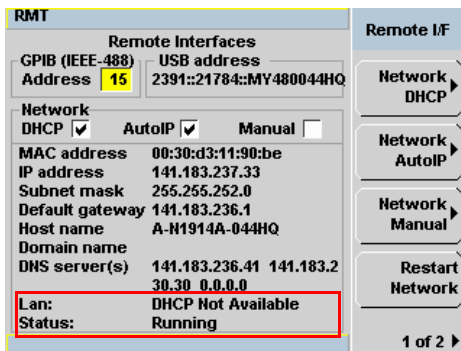 RMT
Remote Interfaces
GPIB (IEEE-488)
Address 15
USB address
2391::21784::MY480044HQ
Network
DHCP AutoIP Manual
MAC address 00:30:d3:11:90:be
IP address 141.183.237.33
Subnet mask 255.255.252.0
Default gateway 141.183.236.1
Host name A-N1914A-044HQ
Domain name
DNS server(s) 141.183.236.41 141.183.2
30.30 0.0.0.0
Lan: DHCP Not Available
Status: Running
Remote I/F
Network
DHCP
Network
AutoIP
Network
Manual
Restart
Network
1 of 2